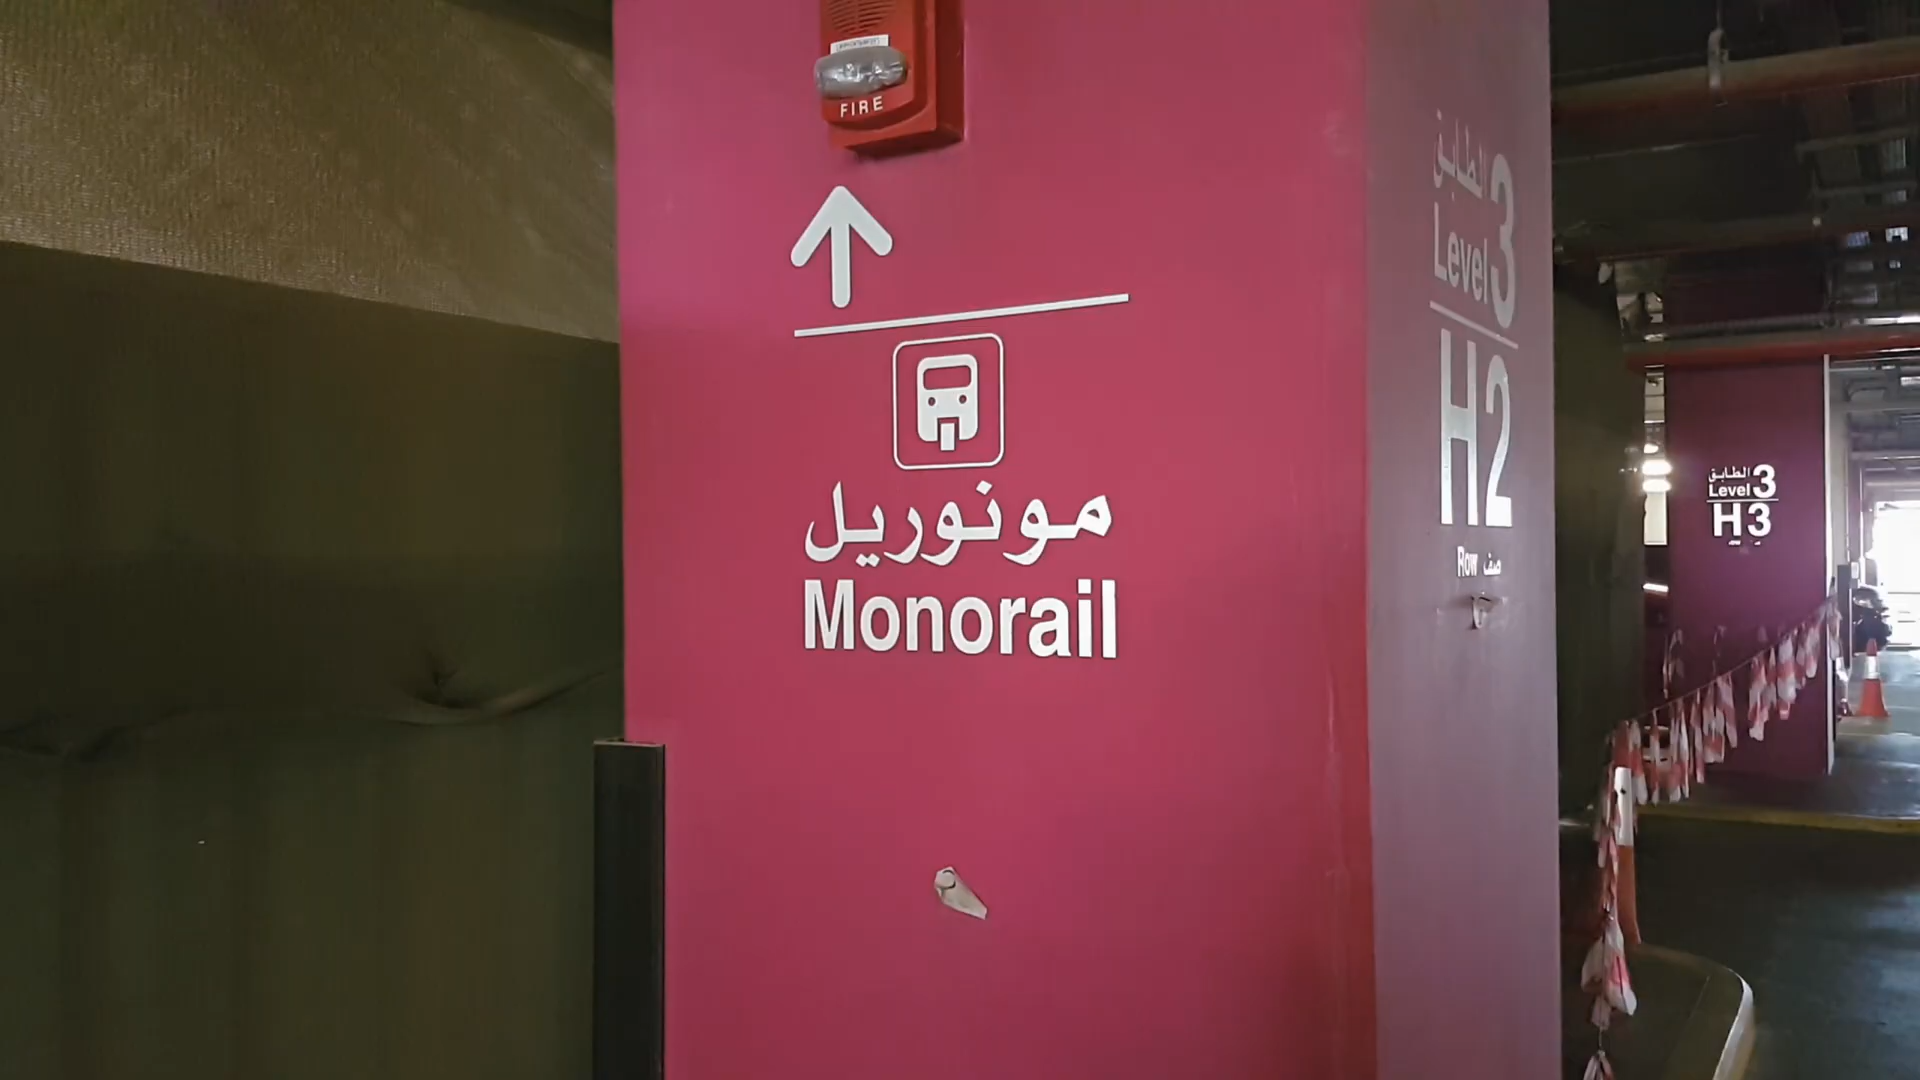 FIRE
مونوريل
Monorail
الطابق
Level 3
H2
Row صف
الطابق
Level 3
H3